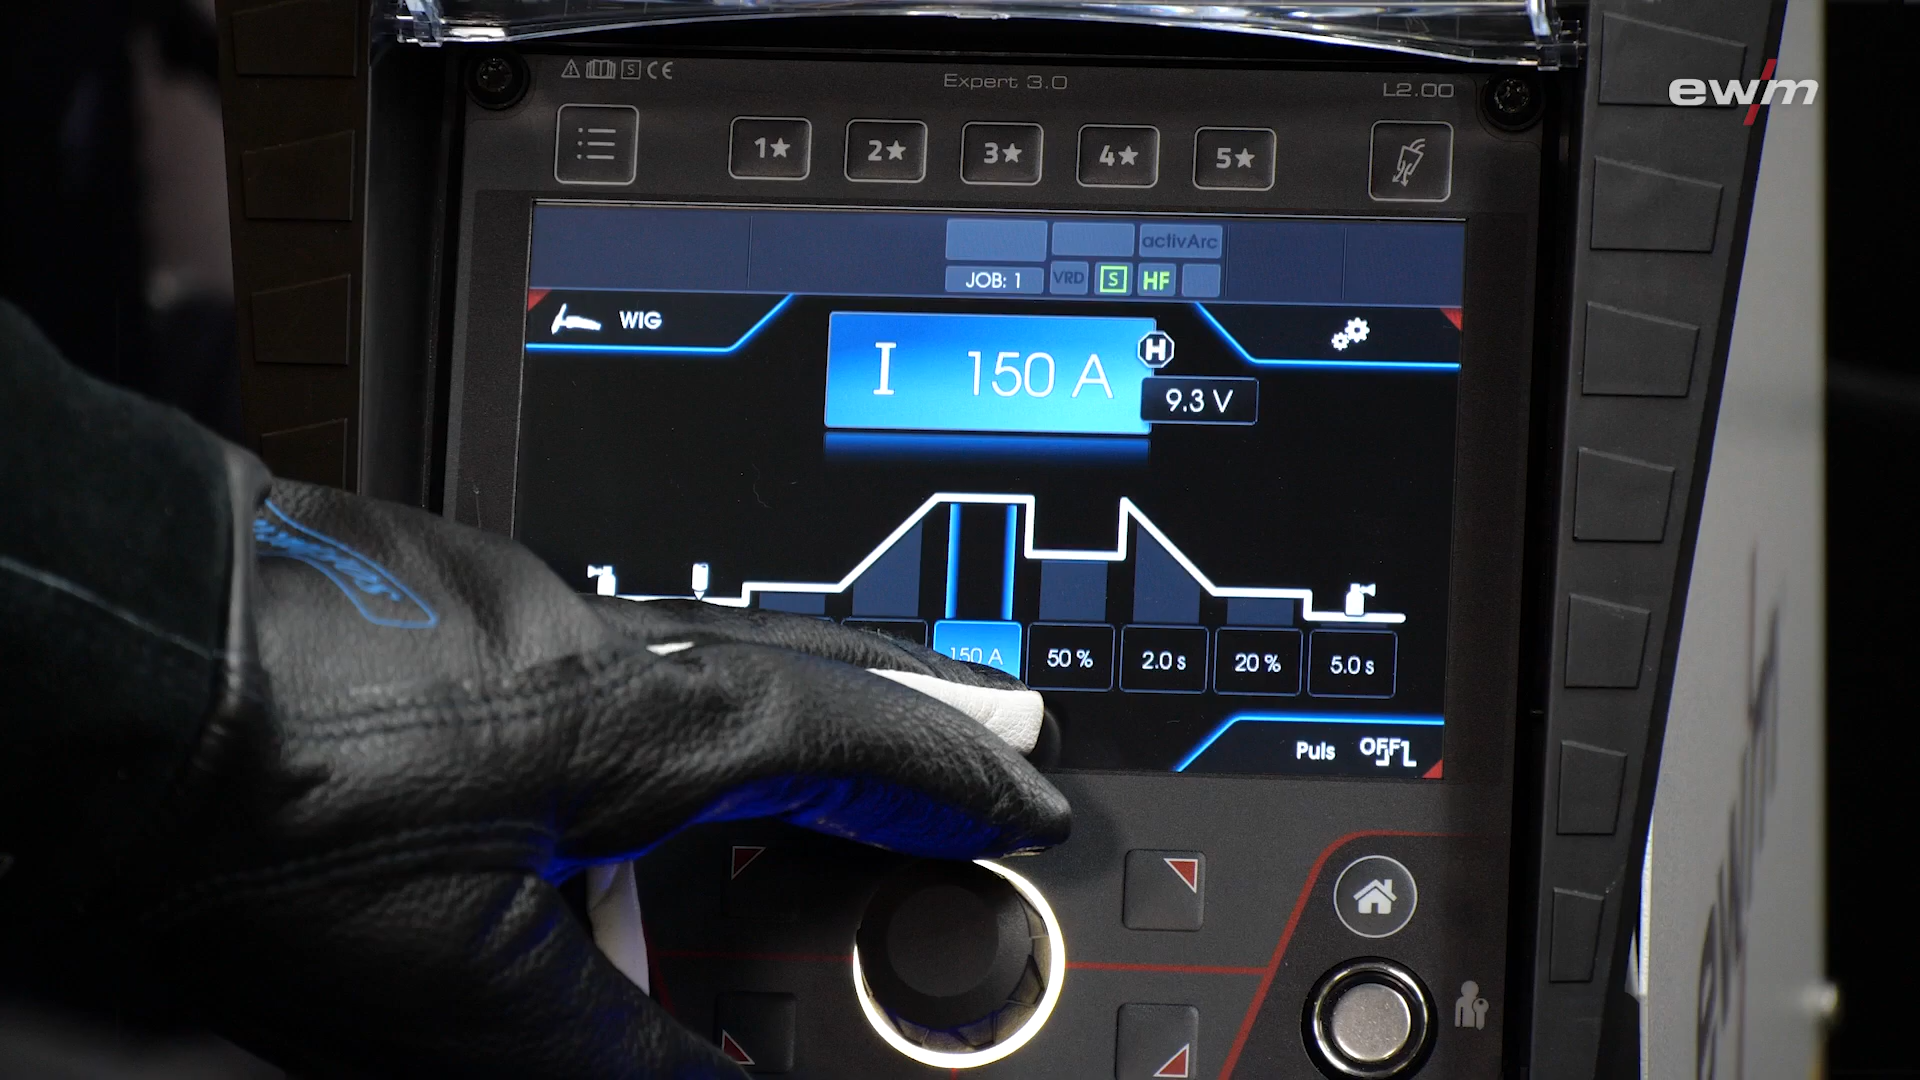 Expert 3.0
L2.00
ewm
1★
2★
3★
4★
5★
activArc
JOB: 1
VRD
S
HF
WIG
I 150 A
H
9.3 V
150 A
50 %
2.0 s
20 %
5.0 s
Puls
OFF